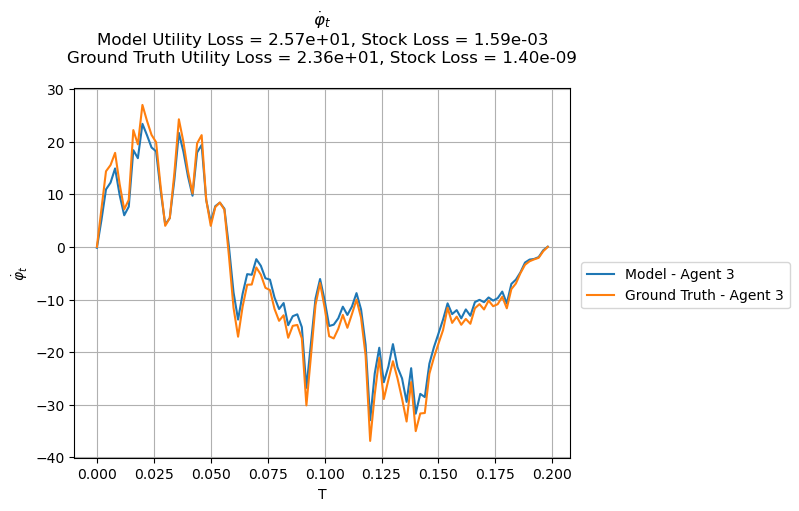 φ̇ₜ
Model Utility Loss = 2.57e+01, Stock Loss = 1.59e-03
Ground Truth Utility Loss = 2.36e+01, Stock Loss = 1.40e-09
30
20
10
0
−10
−20
−30
−40
φ̇ₜ
0.000
0.025
0.050
0.075
0.100
0.125
0.150
0.175
0.200
T
Model - Agent 3
Ground Truth - Agent 3